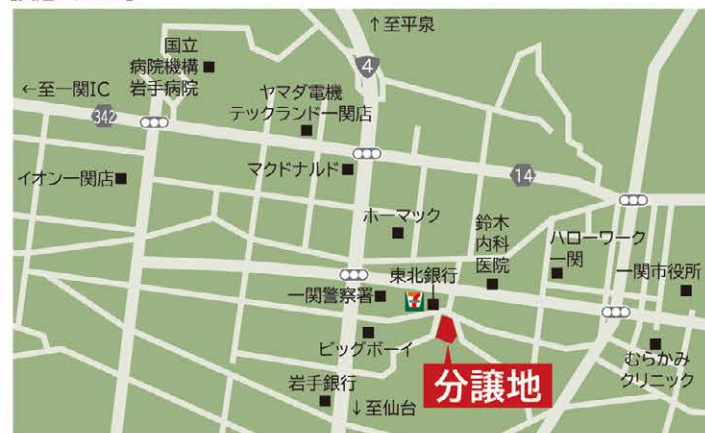 ↑至平泉
国立
病院機構
岩手病院
4
←至一関IC
342
ヤマダ電機
テックランド一関店
マクドナルド
14
イオン一関店
ホーマック
鈴木
内科
医院
ハローワーク
一関
東北銀行
一関市役所
一関警察署
7
ビッグボーイ
むらかみ
クリニック
分譲地
岩手銀行
↓至仙台